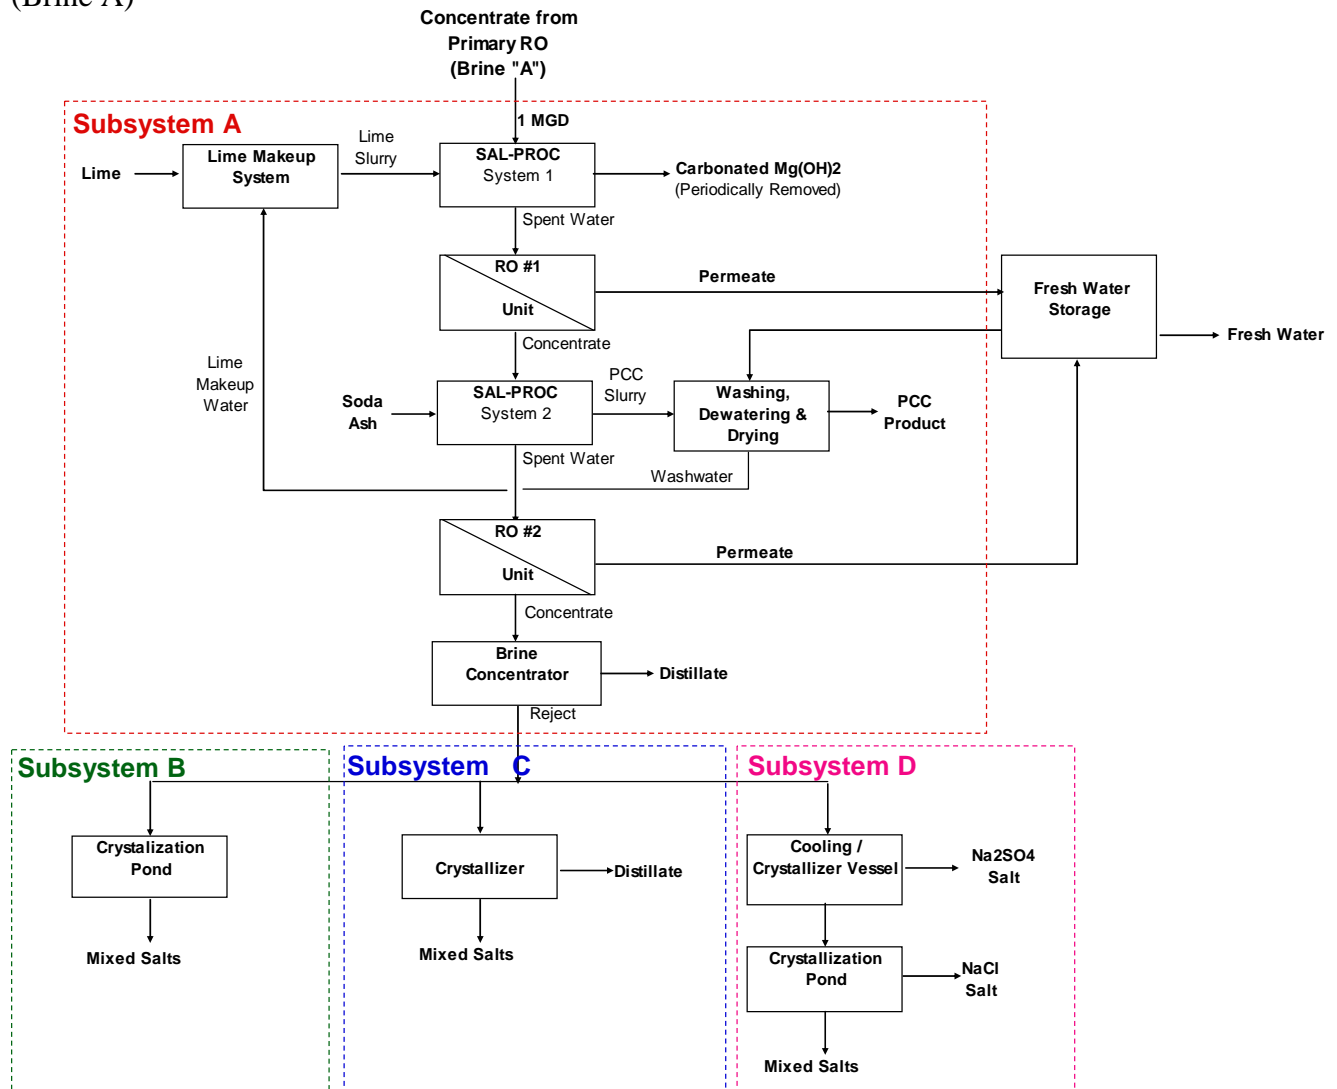 (Brine A)
Concentrate from
Primary RO
(Brine "A")
Subsystem A
1 MGD
Lime
Slurry
Lime
Lime Makeup
System
SAL-PROC
System 1
Carbonated Mg(OH)2
(Periodically Removed)
Spent Water
RO #1
Unit
Permeate
Fresh Water
Storage
Fresh Water
Concentrate
Lime
Makeup
Water
Soda
Ash
SAL-PROC
System 2
PCC
Slurry
Washing,
Dewatering &
Drying
PCC
Product
Spent Water
Washwater
RO #2
Unit
Permeate
Concentrate
Brine
Concentrator
Distillate
Reject
Subsystem B
Subsystem C
Subsystem D
Crystalization
Pond
Mixed Salts
Crystallizer
Distillate
Mixed Salts
Cooling /
Crystallizer Vessel
Na2SO4
Salt
Crystallization
Pond
NaCl
Salt
Mixed Salts